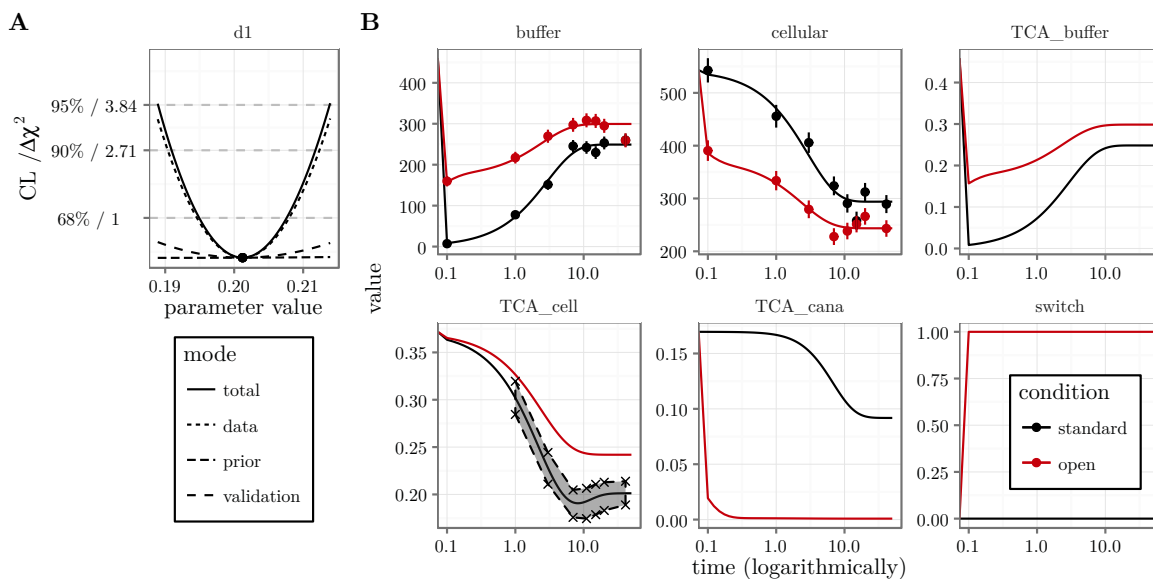 A
d1
CL /Δχ²
95% / 3.84
90% / 2.71
68% / 1
0.19 0.20 0.21
parameter value
mode
total
data
prior
validation
B
value
buffer
400
300
200
100
0
0.1 1.0 10.0
cellular
500
400
300
200
0.1 1.0 10.0
TCA_buffer
0.4
0.3
0.2
0.1
0.0
0.1 1.0 10.0
TCA_cell
0.35
0.30
0.25
0.20
0.1 1.0 10.0
TCA_cana
0.15
0.10
0.05
0.00
0.1 1.0 10.0
switch
1.00
0.75
0.50
0.25
0.00
0.1 1.0 10.0
condition
standard
open
time (logarithmically)